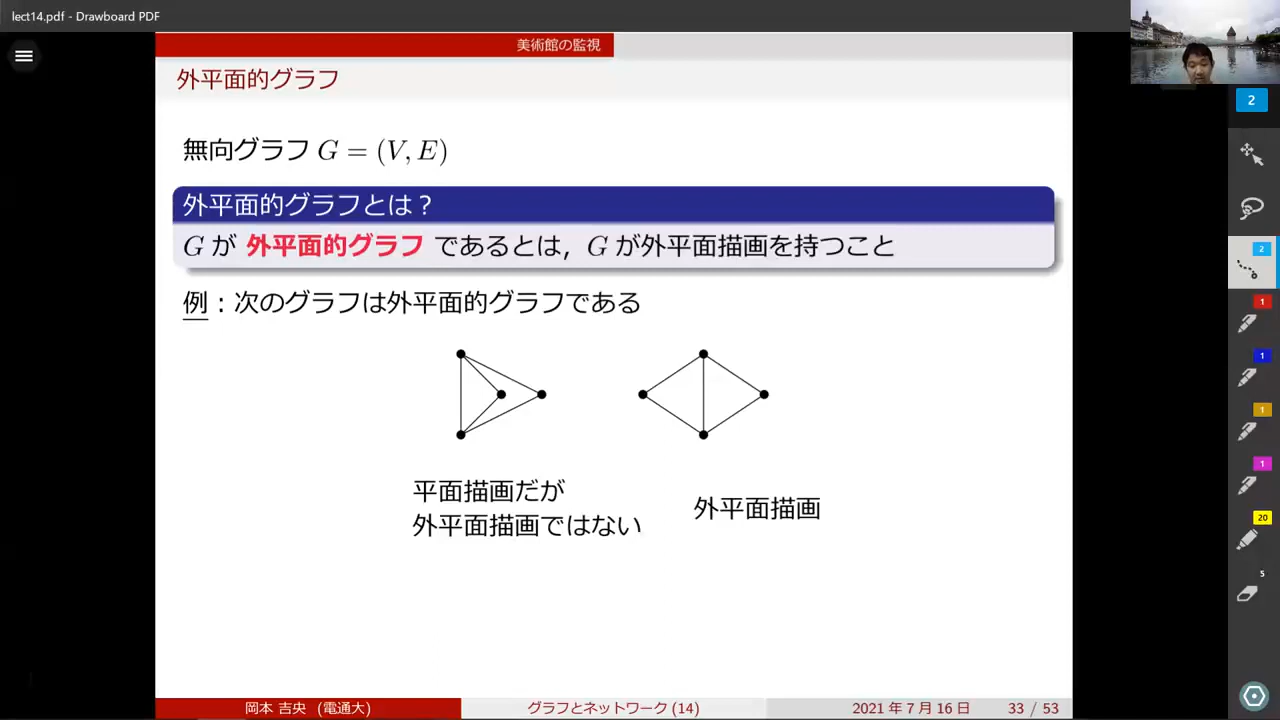 lect14.pdf - Drawboard PDF
美術館の監視
外平面的グラフ
無向グラフ G = (V, E)
外平面的グラフとは？
G が 外平面的グラフ であるとは，G が外平面描画を持つこと
例：次のグラフは外平面的グラフである
平面描画だが
外平面描画ではない
外平面描画
岡本 吉央 (電通大)
グラフとネットワーク (14)
2021 年 7 月 16 日
33 / 53
2
2
1
1
1
1
20
5